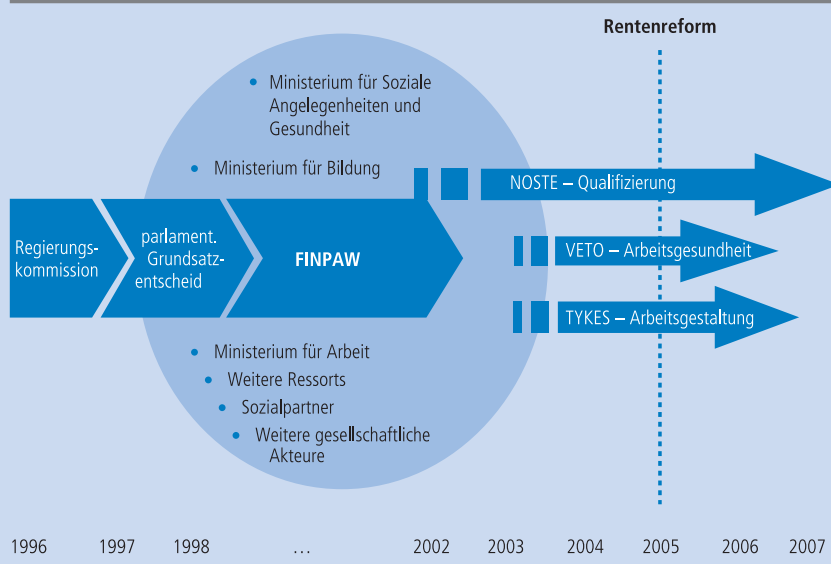 Rentenreform
• Ministerium für Soziale
Angelegenheiten und
Gesundheit
• Ministerium für Bildung
NOSTE – Qualifizierung
Regierungs-
kommission
parlament.
Grundsatz-
entscheid
FINPAW
VETO – Arbeitsgesundheit
TYKES – Arbeitsgestaltung
• Ministerium für Arbeit
• Weitere Ressorts
• Sozialpartner
• Weitere gesellschaftliche
Akteure
1996 1997 1998 ... 2002 2003 2004 2005 2006 2007